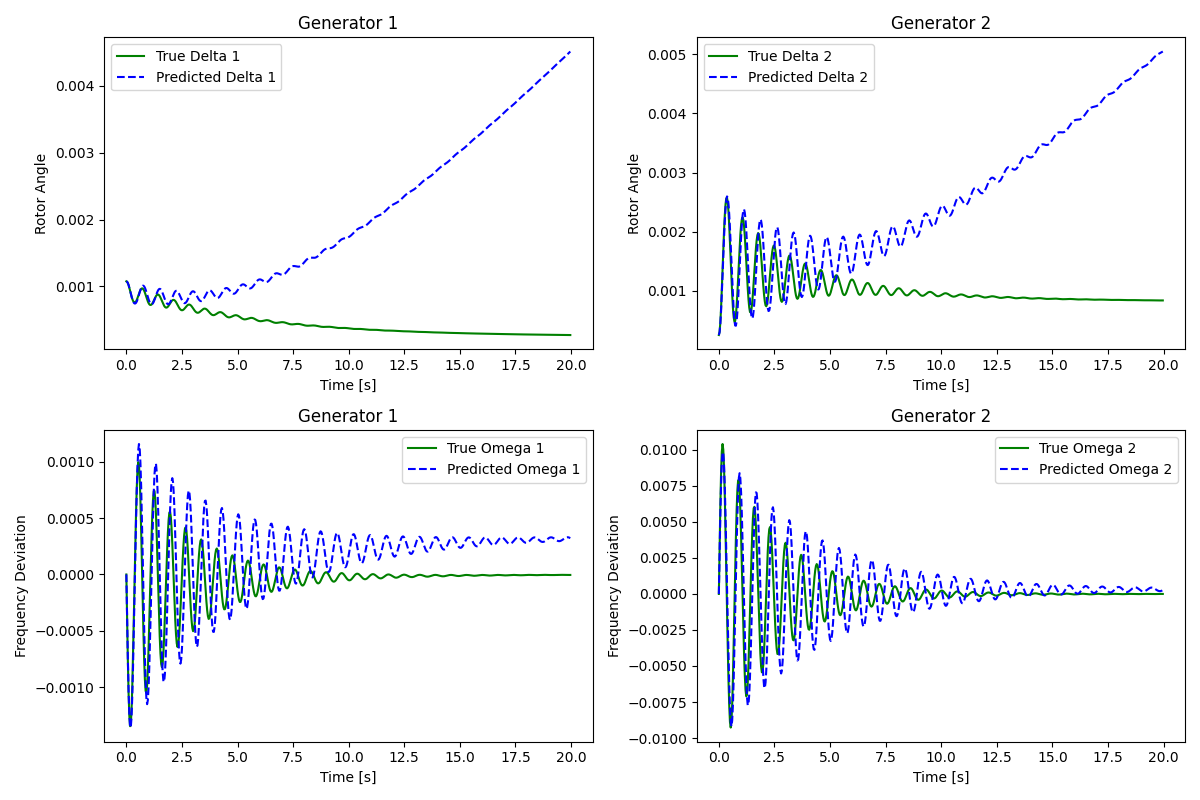 Generator 1
True Delta 1
Predicted Delta 1
Rotor Angle
0.004
0.003
0.002
0.001
0.0
2.5
5.0
7.5
10.0
12.5
15.0
17.5
20.0
Time [s]
Generator 2
True Delta 2
Predicted Delta 2
Rotor Angle
0.005
0.004
0.003
0.002
0.001
0.0
2.5
5.0
7.5
10.0
12.5
15.0
17.5
20.0
Time [s]
Generator 1
True Omega 1
Predicted Omega 1
Frequency Deviation
0.0010
0.0005
0.0000
−0.0005
−0.0010
0.0
2.5
5.0
7.5
10.0
12.5
15.0
17.5
20.0
Time [s]
Generator 2
True Omega 2
Predicted Omega 2
Frequency Deviation
0.0100
0.0075
0.0050
0.0025
0.0000
−0.0025
−0.0050
−0.0075
−0.0100
0.0
2.5
5.0
7.5
10.0
12.5
15.0
17.5
20.0
Time [s]